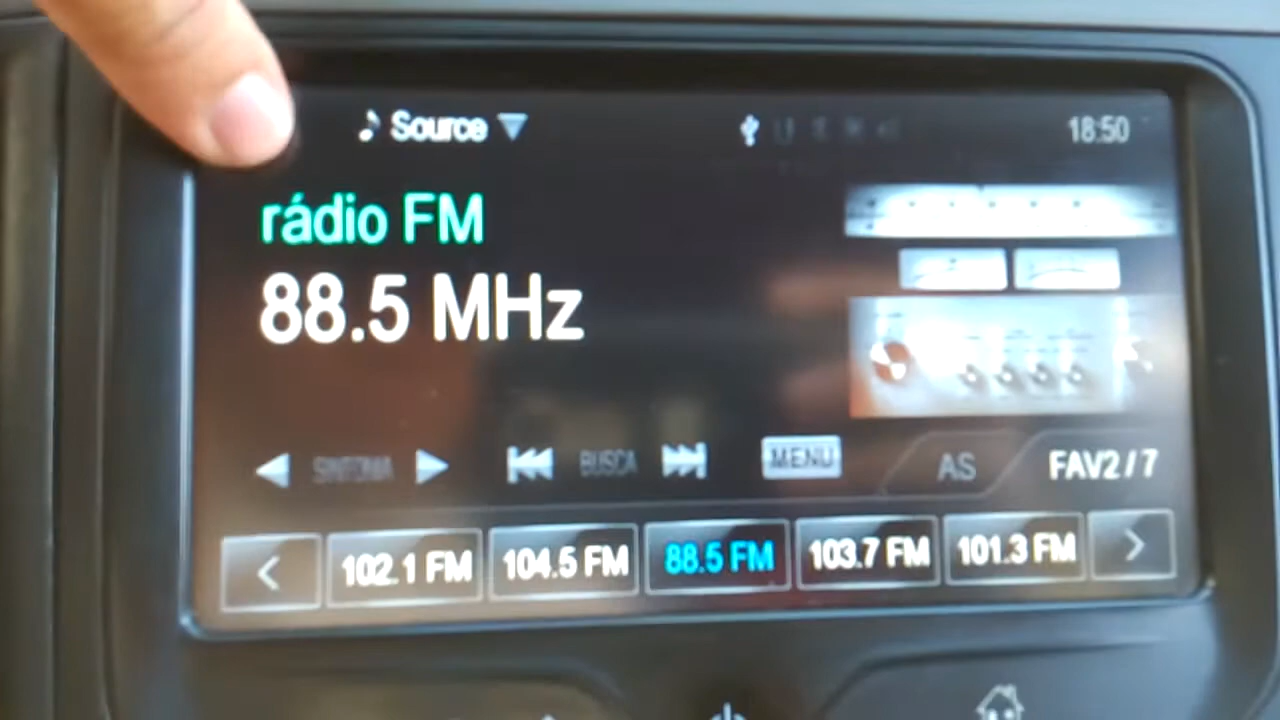 Source
18:50
rádio FM
88.5 MHz
SINTONIA BUSCA MENU AS FAV2/7
102.1 FM 104.5 FM 88.5 FM 103.7 FM 101.3 FM